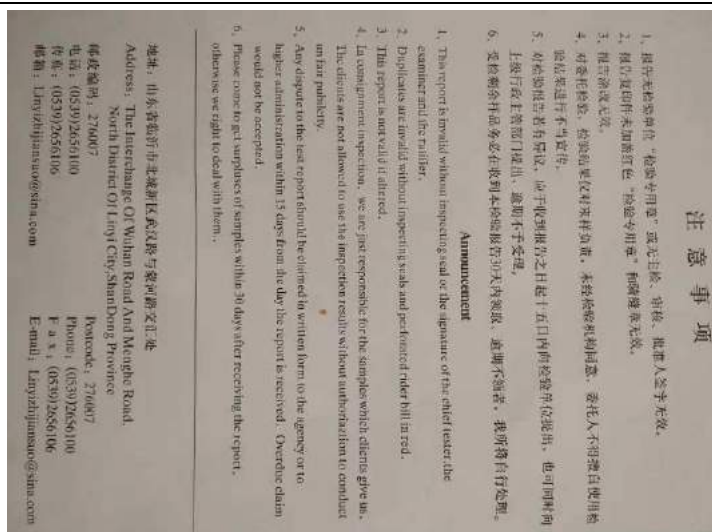 注 意 事 项
1、报告无检验单位“检验专用章”或无主检、审核、批准人签字无效。
2、报告复印件未加盖红色“检验专用章”和骑缝章无效。
3、报告涂改无效。
4、对委托检验，检验结果仅对来样负责，未经检验机构同意，委托人不得擅自使用检
验结果进行不当宣传。
5、对检验报告若有异议，应于收到报告之日起十五日内向检验单位提出，也可同时向
上级行政主管部门提出，逾期不予受理。
6、受检剩余样品务必在收到本检验报告30天内领取，逾期不领者，我所将自行处理。
Announcement
1、This report is invalid without inspecting seal or the signature of the chief tester,the
examiner and the ratifier.
2、Duplicates are invalid without inspecting seals and perforated rider bill in red.
3、This report is not valid if altered.
4、In consignment inspection, we are just responsible for the samples which clients give us.
The clients are not allowed to use the inspection results without authoriaztion to conduct
un fair pubulcity.
5、Any dispute to the test report should be claimed in written form to the agency or to
higher administration within 15 days from the day the report is received. Overdue claim
would not be accepted.
6、Please come to get surpluses of samples within 30 days after receiving the report,
otherwise we right to deal with them.
地址：山东省临沂市北城新区武汉路与蒙河路交汇处
Address: The Interchange Of Wuhan Road And Menghe Road,
North District Of Linyi City,ShanDong Province
邮政编码：276007 Postcode: 276007
电话：(0539)2656100 Phone: (0539)2656100
传真：(0539)2656106 F a x: (0539)2656106
邮箱：Linyizhijiansuo@sina.com E-mail: Linyizhijiansuo@sina.com